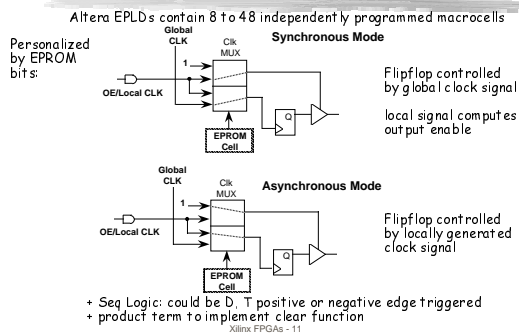 Altera EPLDs contain 8 to 48 independently programmed macrocells
Personalized
by EPROM
bits:
Synchronous Mode
Global
CLK
Clk
MUX
1
OE/Local CLK
Q
EPROM
Cell
Flipflop controlled
by global clock signal
local signal computes
output enable
Asynchronous Mode
Global
CLK
Clk
MUX
1
OE/Local CLK
Q
EPROM
Cell
Flipflop controlled
by locally generated
clock signal
+ Seq Logic: could be D, T positive or negative edge triggered
+ product term to implement clear function
Xilinx FPGAs - 11